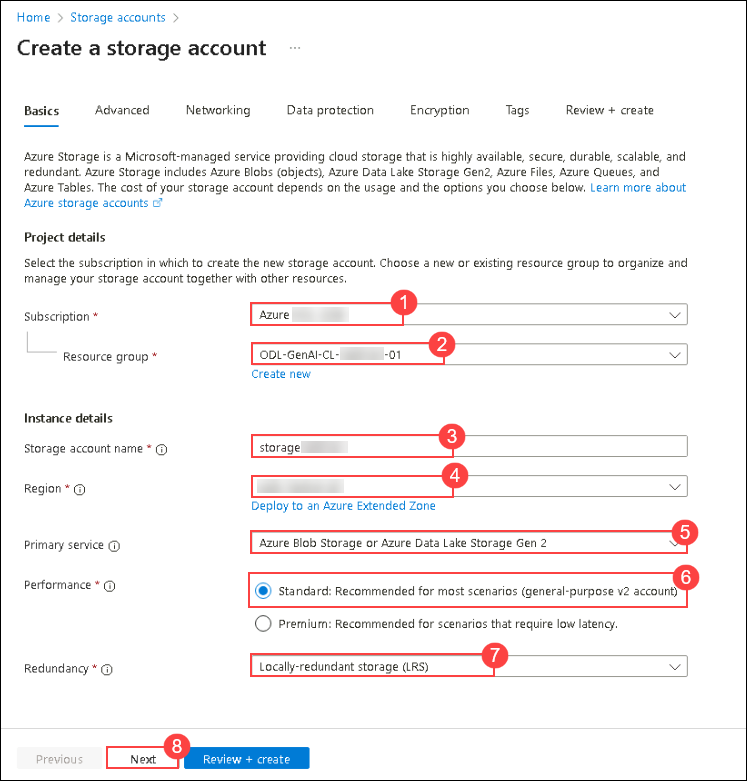 Home > Storage accounts >
Create a storage account ...
Basics Advanced Networking Data protection Encryption Tags Review + create
Azure Storage is a Microsoft-managed service providing cloud storage that is highly available, secure, durable, scalable, and
redundant. Azure Storage includes Azure Blobs (objects), Azure Data Lake Storage Gen2, Azure Files, Azure Queues, and
Azure Tables. The cost of your storage account depends on the usage and the options you choose below. Learn more about
Azure storage accounts
Project details
Select the subscription in which to create the new storage account. Choose a new or existing resource group to organize and
manage your storage account together with other resources.
1
Subscription * Azure
2
Resource group * ODL-GenAI-CL- -01
Create new
Instance details
3
Storage account name * storage
4
Region *
Deploy to an Azure Extended Zone
5
Primary service Azure Blob Storage or Azure Data Lake Storage Gen 2
6
Performance * Standard: Recommended for most scenarios (general-purpose v2 account)
Premium: Recommended for scenarios that require low latency.
7
Redundancy * Locally-redundant storage (LRS)
8
Previous Next Review + create